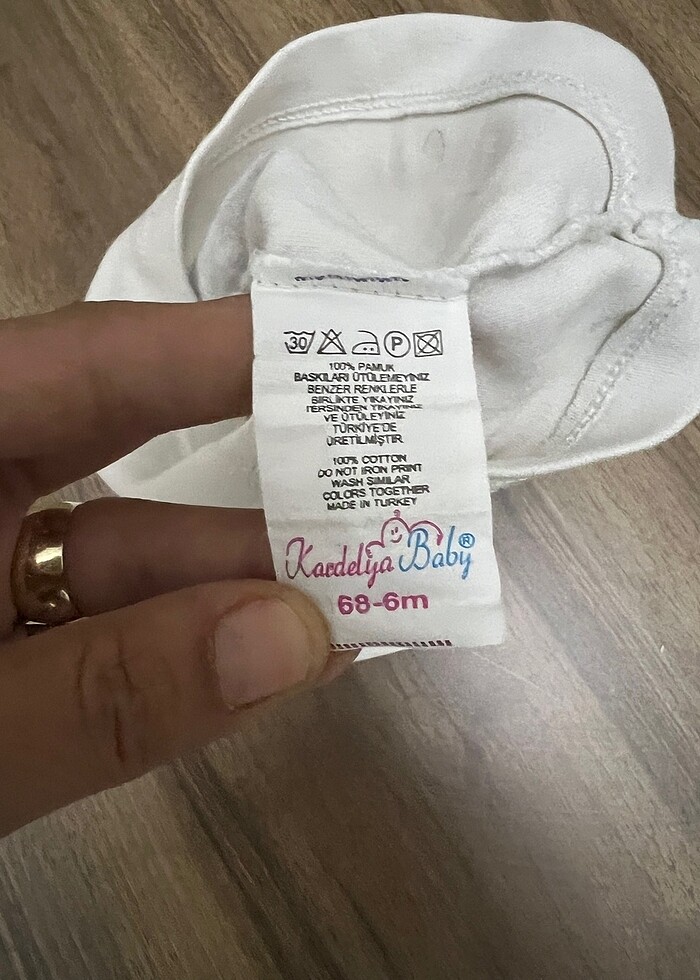 30 P
100% PAMUK
BASKILARI ÜTÜLEMEYİNİZ
BENZER RENKLERLE
BİRLİKTE YIKAYINIZ
TERSİNDEN YIKAYINIZ
VE ÜTÜLEYİNİZ
TÜRKİYE'DE
ÜRETİLMİŞTİR
100% COTTON
DO NOT IRON PRINT
WASH SIMILAR
COLORS TOGETHER
MADE IN TURKEY
Kardelya Baby®
68-6m